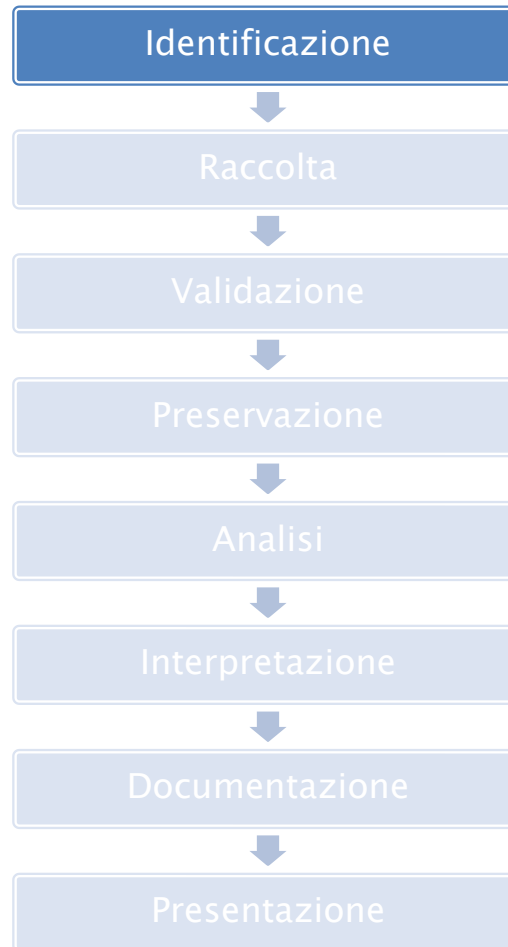 Identificazione
Raccolta
Validazione
Preservazione
Analisi
Interpretazione
Documentazione
Presentazione